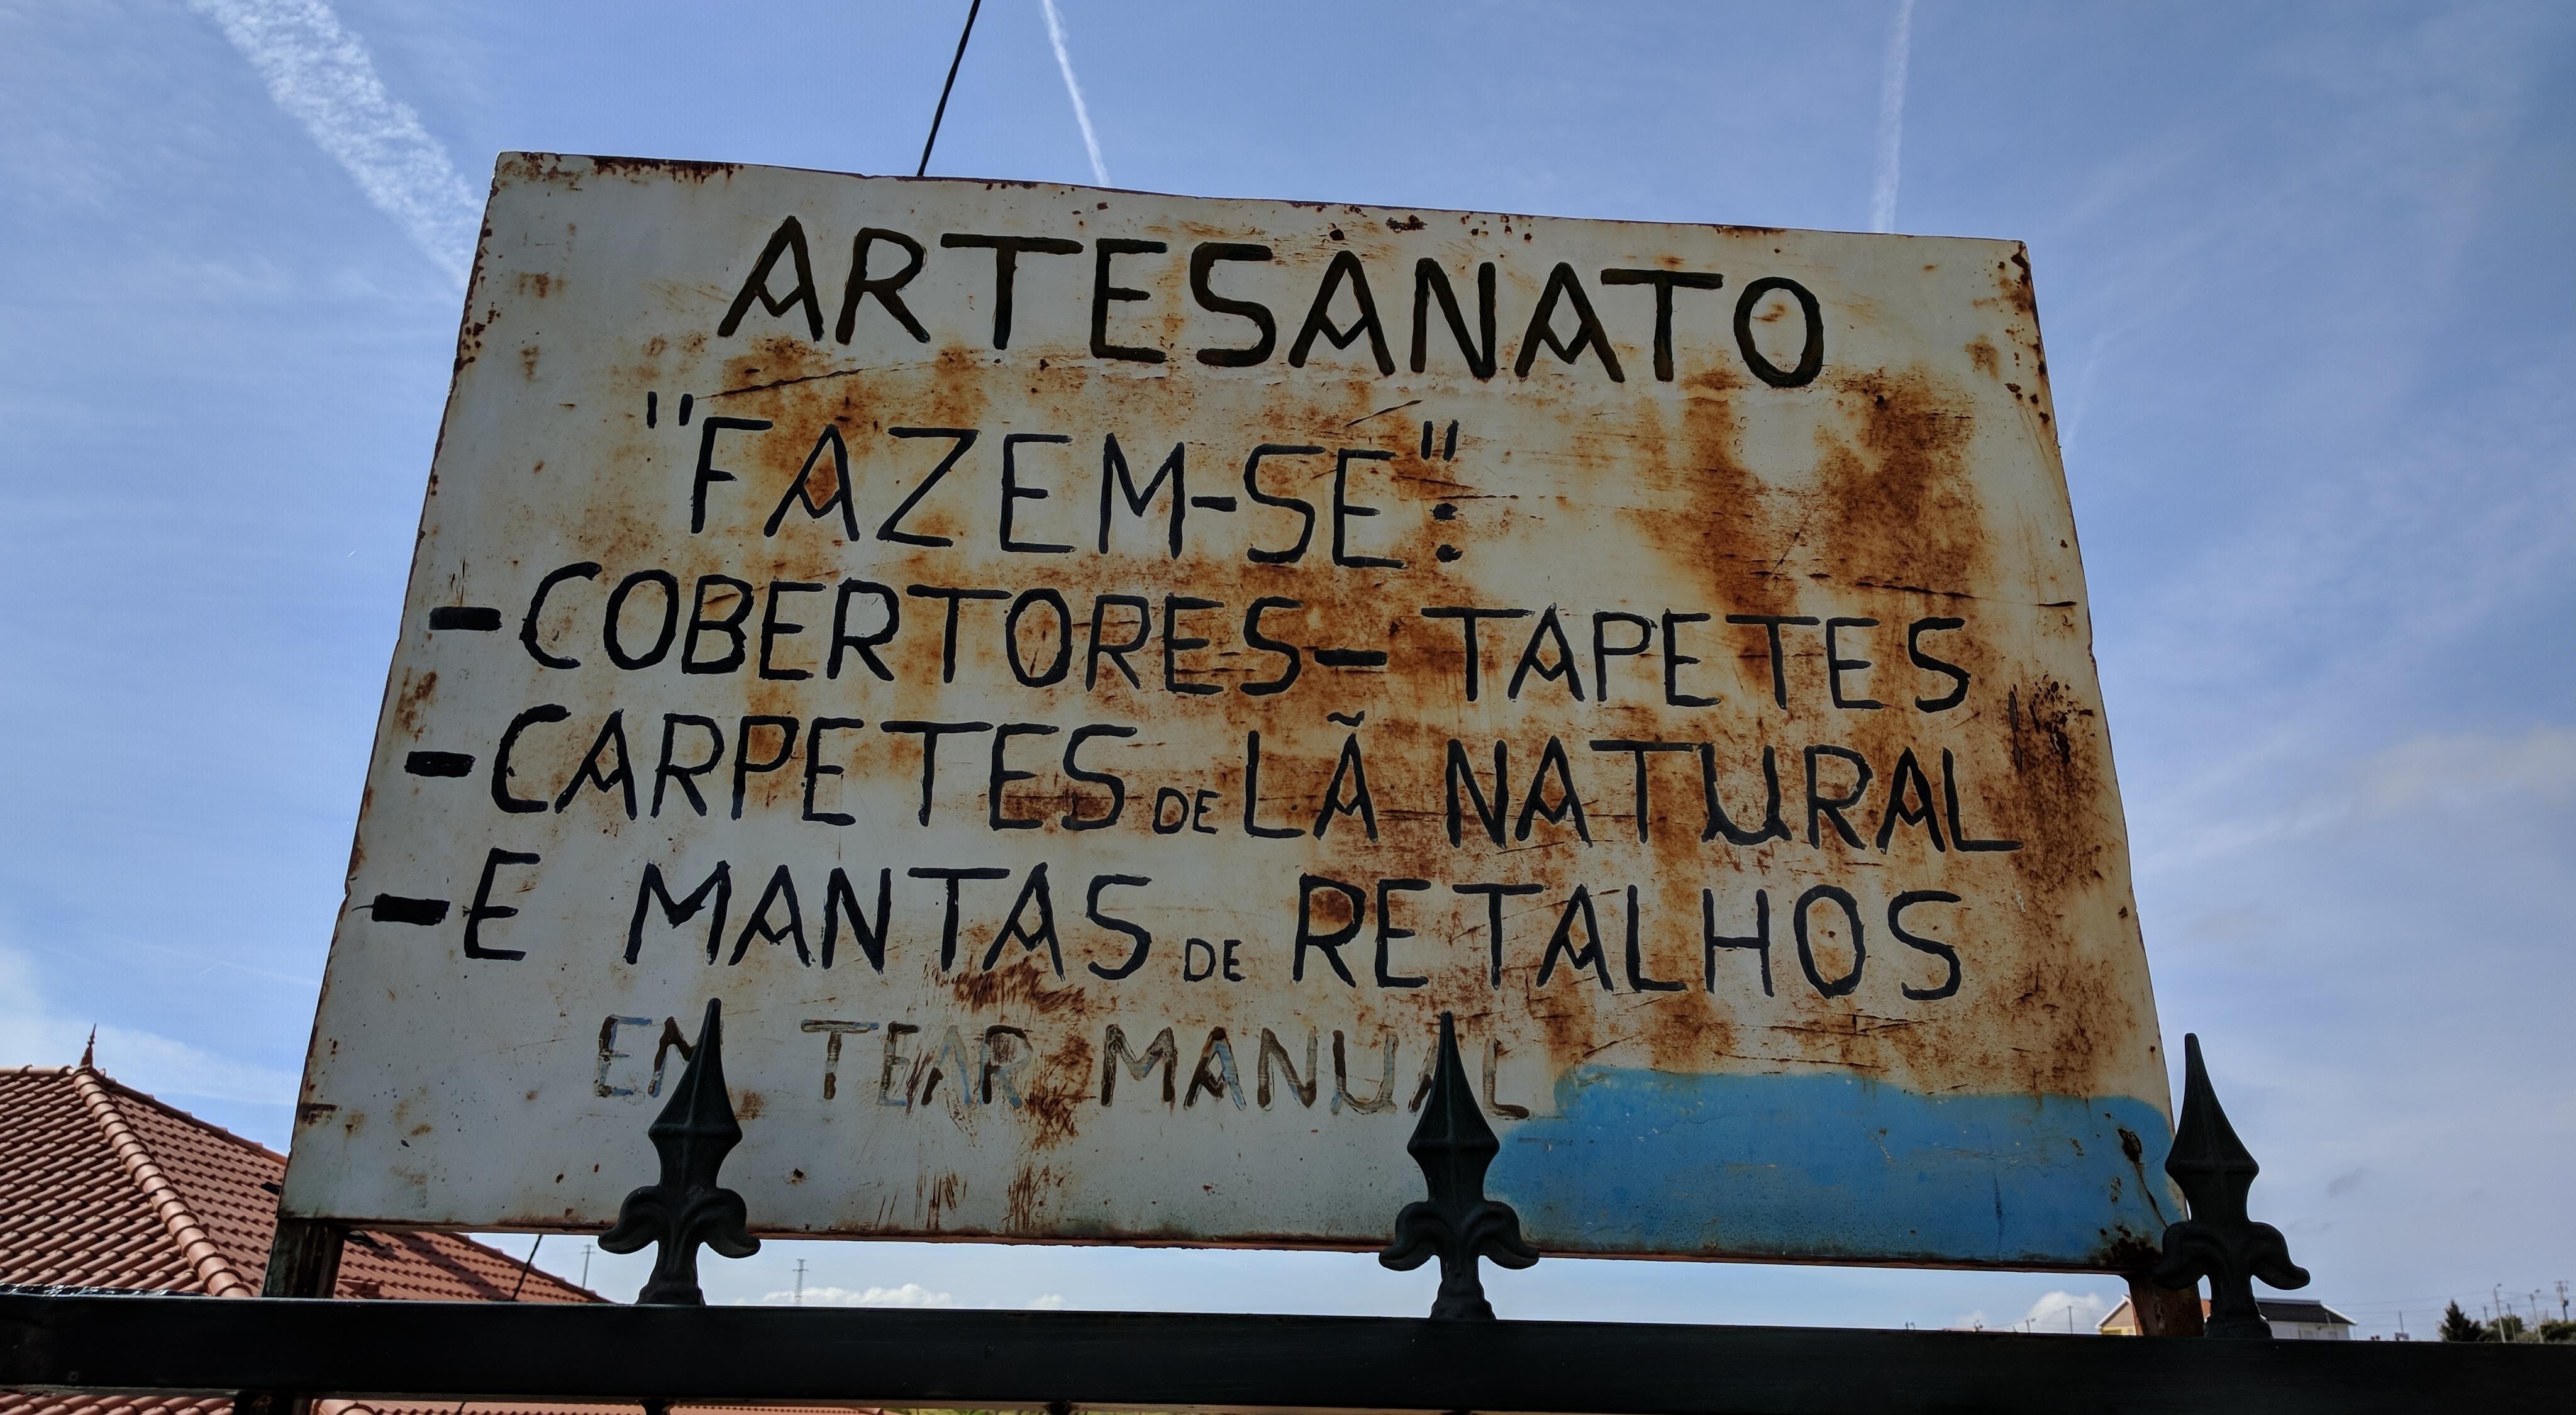 ARTESANATO
"FAZEM-SE":
-COBERTORES-TAPETES
-CARPETES DE LÃ NATURAL
-E MANTAS DE RETALHOS
EM TEAR MANUAL